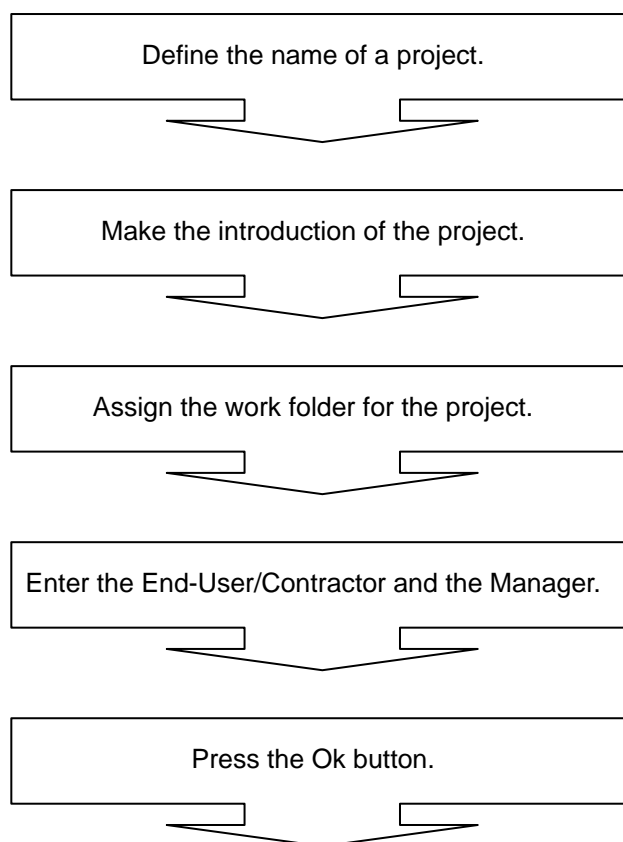 Define the name of a project.
Make the introduction of the project.
Assign the work folder for the project.
Enter the End-User/Contractor and the Manager.
Press the Ok button.